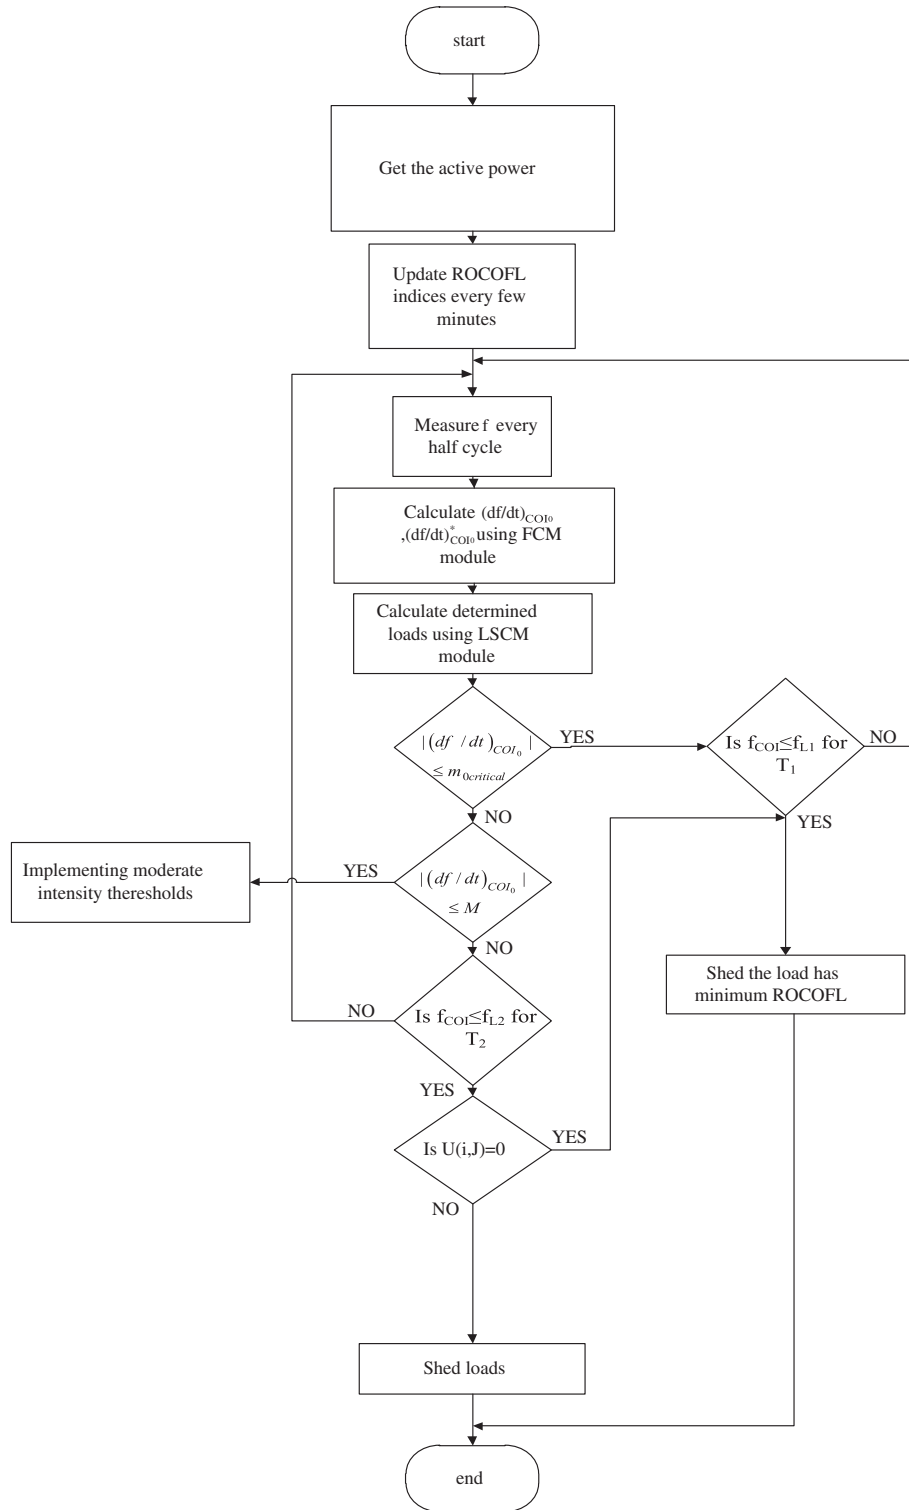 start
Get the active power
Update ROCOFL
indices every few
minutes
Measure f every
half cycle
Calculate (df/dt)COI0
,(df/dt)*COI0 using FCM
module
Calculate determined
loads using LSCM
module
|(df / dt)COI0 |
≤ m0critical
YES
Is fCOI≤fL1 for
T1
NO
NO
YES
Implementing moderate
intensity theresholds
YES
|(df / dt)COI0 |
≤ M
NO
Shed the load has
minimum ROCOFL
NO
Is fCOI≤fL2 for
T2
YES
Is U(i,J)=0
YES
NO
Shed loads
end